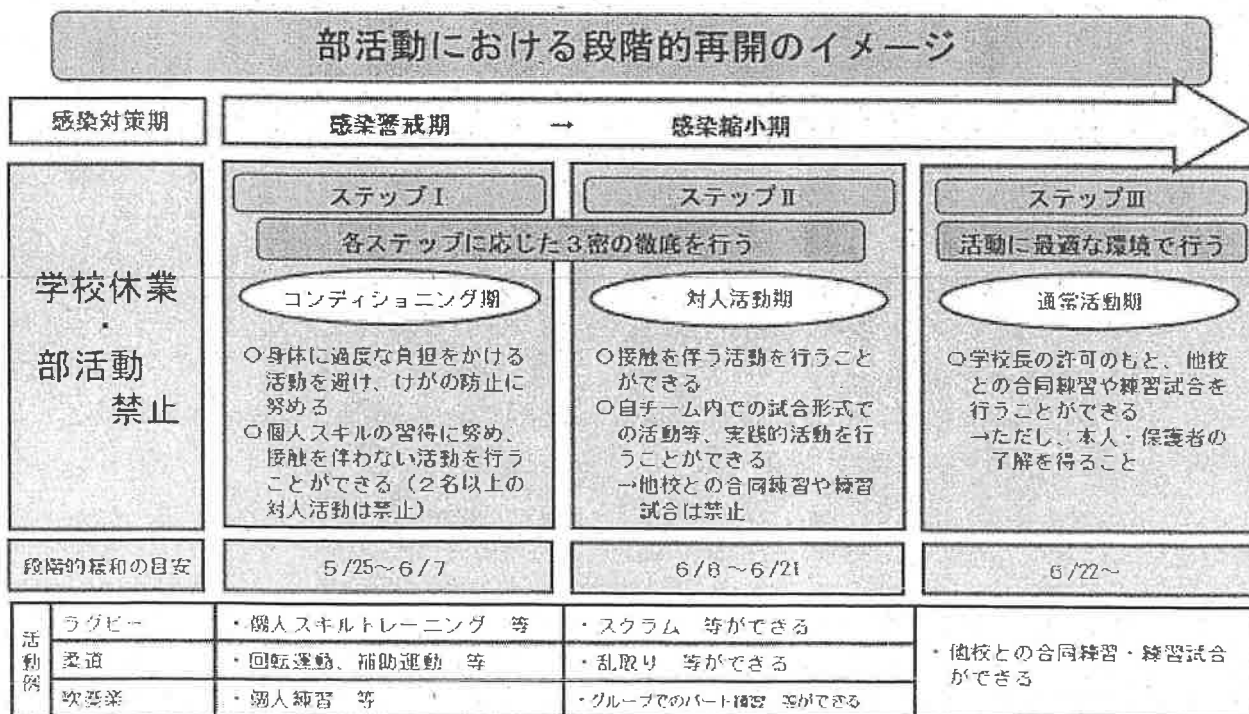 部活動における段階的再開のイメージ
感染対策期
感染警戒期 → 感染縮小期
学校休業
・
部活動
禁止
ステップⅠ
ステップⅡ
ステップⅢ
各ステップに応じた3密の徹底を行う
活動に最適な環境で行う
コンディショニング期
対人活動期
通常活動期
○身体に過度な負担をかける
活動を避け、けがの防止に
努める
○個人スキルの習得に努め、
接触を伴わない活動を行う
ことができる(2名以上の
対人活動は禁止)
○接触を伴う活動を行うこと
ができる
○自チーム内での試合形式で
の活動等、実践的活動を行
うことができる
→他校との合同練習や練習
試合は禁止
○学校長の許可のもと、他校
との合同練習や練習試合を
行うことができる
→ただし、本人・保護者の
了解を得ること
段階的緩和の目安
5/25~6/7
6/8~6/21
6/22~
活動例
ラグビー
・個人スキルトレーニング 等
・スクラム 等ができる
柔道
・回転運動、補助運動 等
・乱取り 等ができる
吹奏楽
・個人練習 等
・グループでのパート練習 等ができる
・他校との合同練習・練習試合
ができる